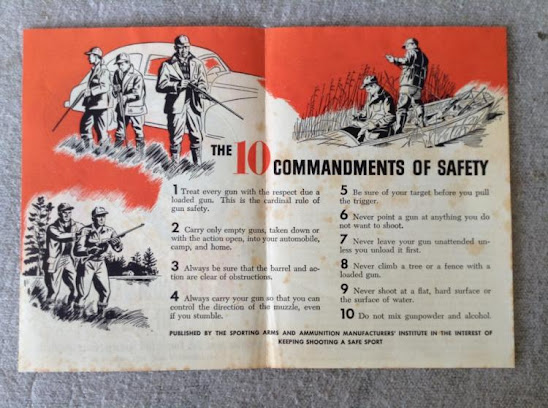 THE 10 COMMANDMENTS OF SAFETY
1 Treat every gun with the respect due a
loaded gun. This is the cardinal rule of
gun safety.
2 Carry only empty guns, taken down or
with the action open, into your automobile,
camp, and home.
3 Always be sure that the barrel and ac-
tion are clear of obstructions.
4 Always carry your gun so that you can
control the direction of the muzzle, even
if you stumble.
5 Be sure of your target before you pull
the trigger.
6 Never point a gun at anything you do
not want to shoot.
7 Never leave your gun unattended un-
less you unload it first.
8 Never climb a tree or a fence with a
loaded gun.
9 Never shoot at a flat, hard surface or
the surface of water.
10 Do not mix gunpowder and alcohol.
PUBLISHED BY THE SPORTING ARMS AND AMMUNITION MANUFACTURERS' INSTITUTE IN THE INTEREST OF
KEEPING SHOOTING A SAFE SPORT